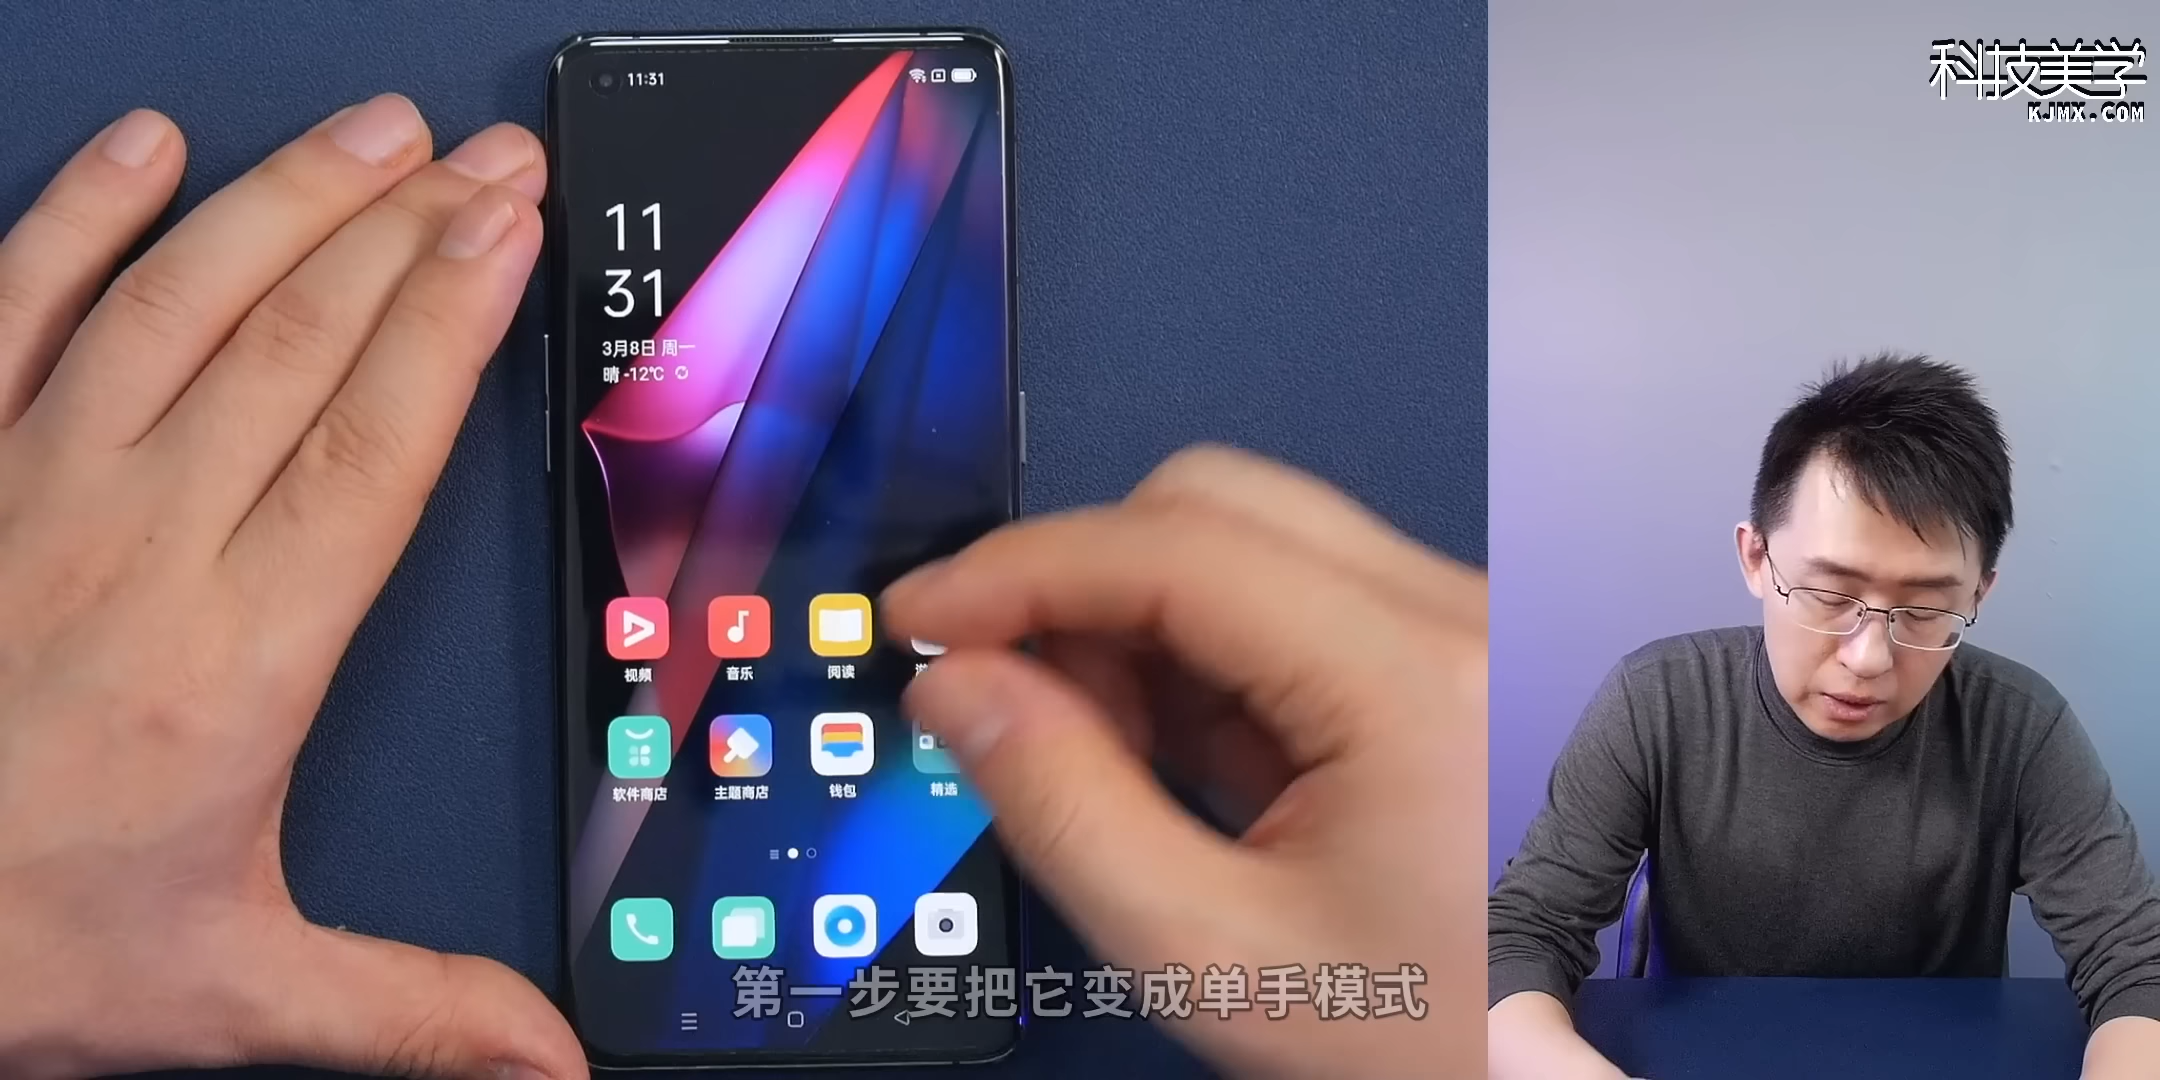 科技美学
KJMX.COM
11:31
11
31
3月8日 周一
晴 -12℃
视频
音乐
阅读
软件商店
主题商店
钱包
精选
第一步要把它变成单手模式